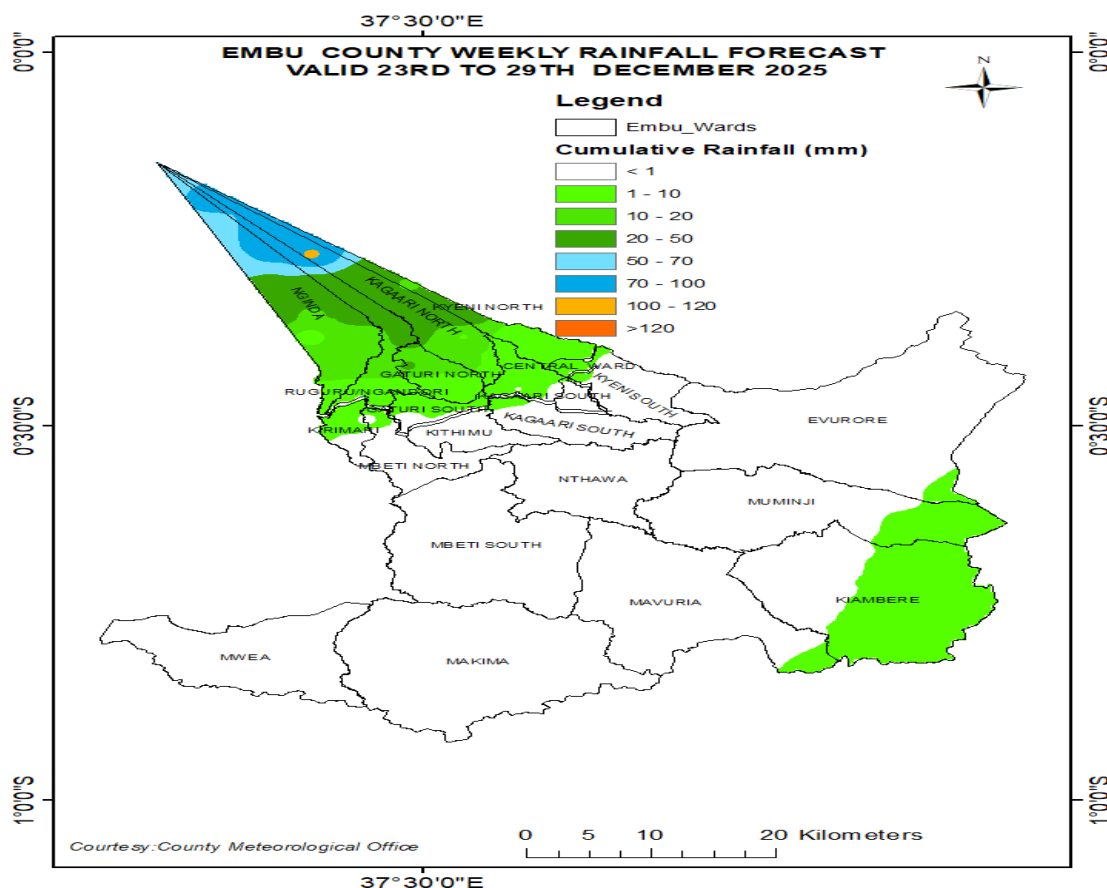 37°30'0"E
EMBU COUNTY WEEKLY RAINFALL FORECAST
VALID 23RD TO 29TH DECEMBER 2025
0°0'0"
0°0'0"
N
Legend
Embu_Wards
Cumulative Rainfall (mm)
< 1
1 - 10
10 - 20
20 - 50
50 - 70
70 - 100
100 - 120
>120
NGINDA
KAGAARI NORTH
KYENI NORTH
CENTRAL WARD
GATURI NORTH
KYENI SOUTH
RUGURU/NGANDORI
KAGAARI SOUTH
GATURI SOUTH
EVURORE
0°30'0"S
0°30'0"S
KIRIMARI
KITHIMU
KAGAARI SOUTH
MBETI NORTH
NTHAWA
MUMINJI
MBETI SOUTH
MAVURIA
KIAMBERE
MWEA
MAKIMA
1°0'0"S
1°0'0"S
0 5 10 20 Kilometers
Courtesy:County Meteorological Office
37°30'0"E